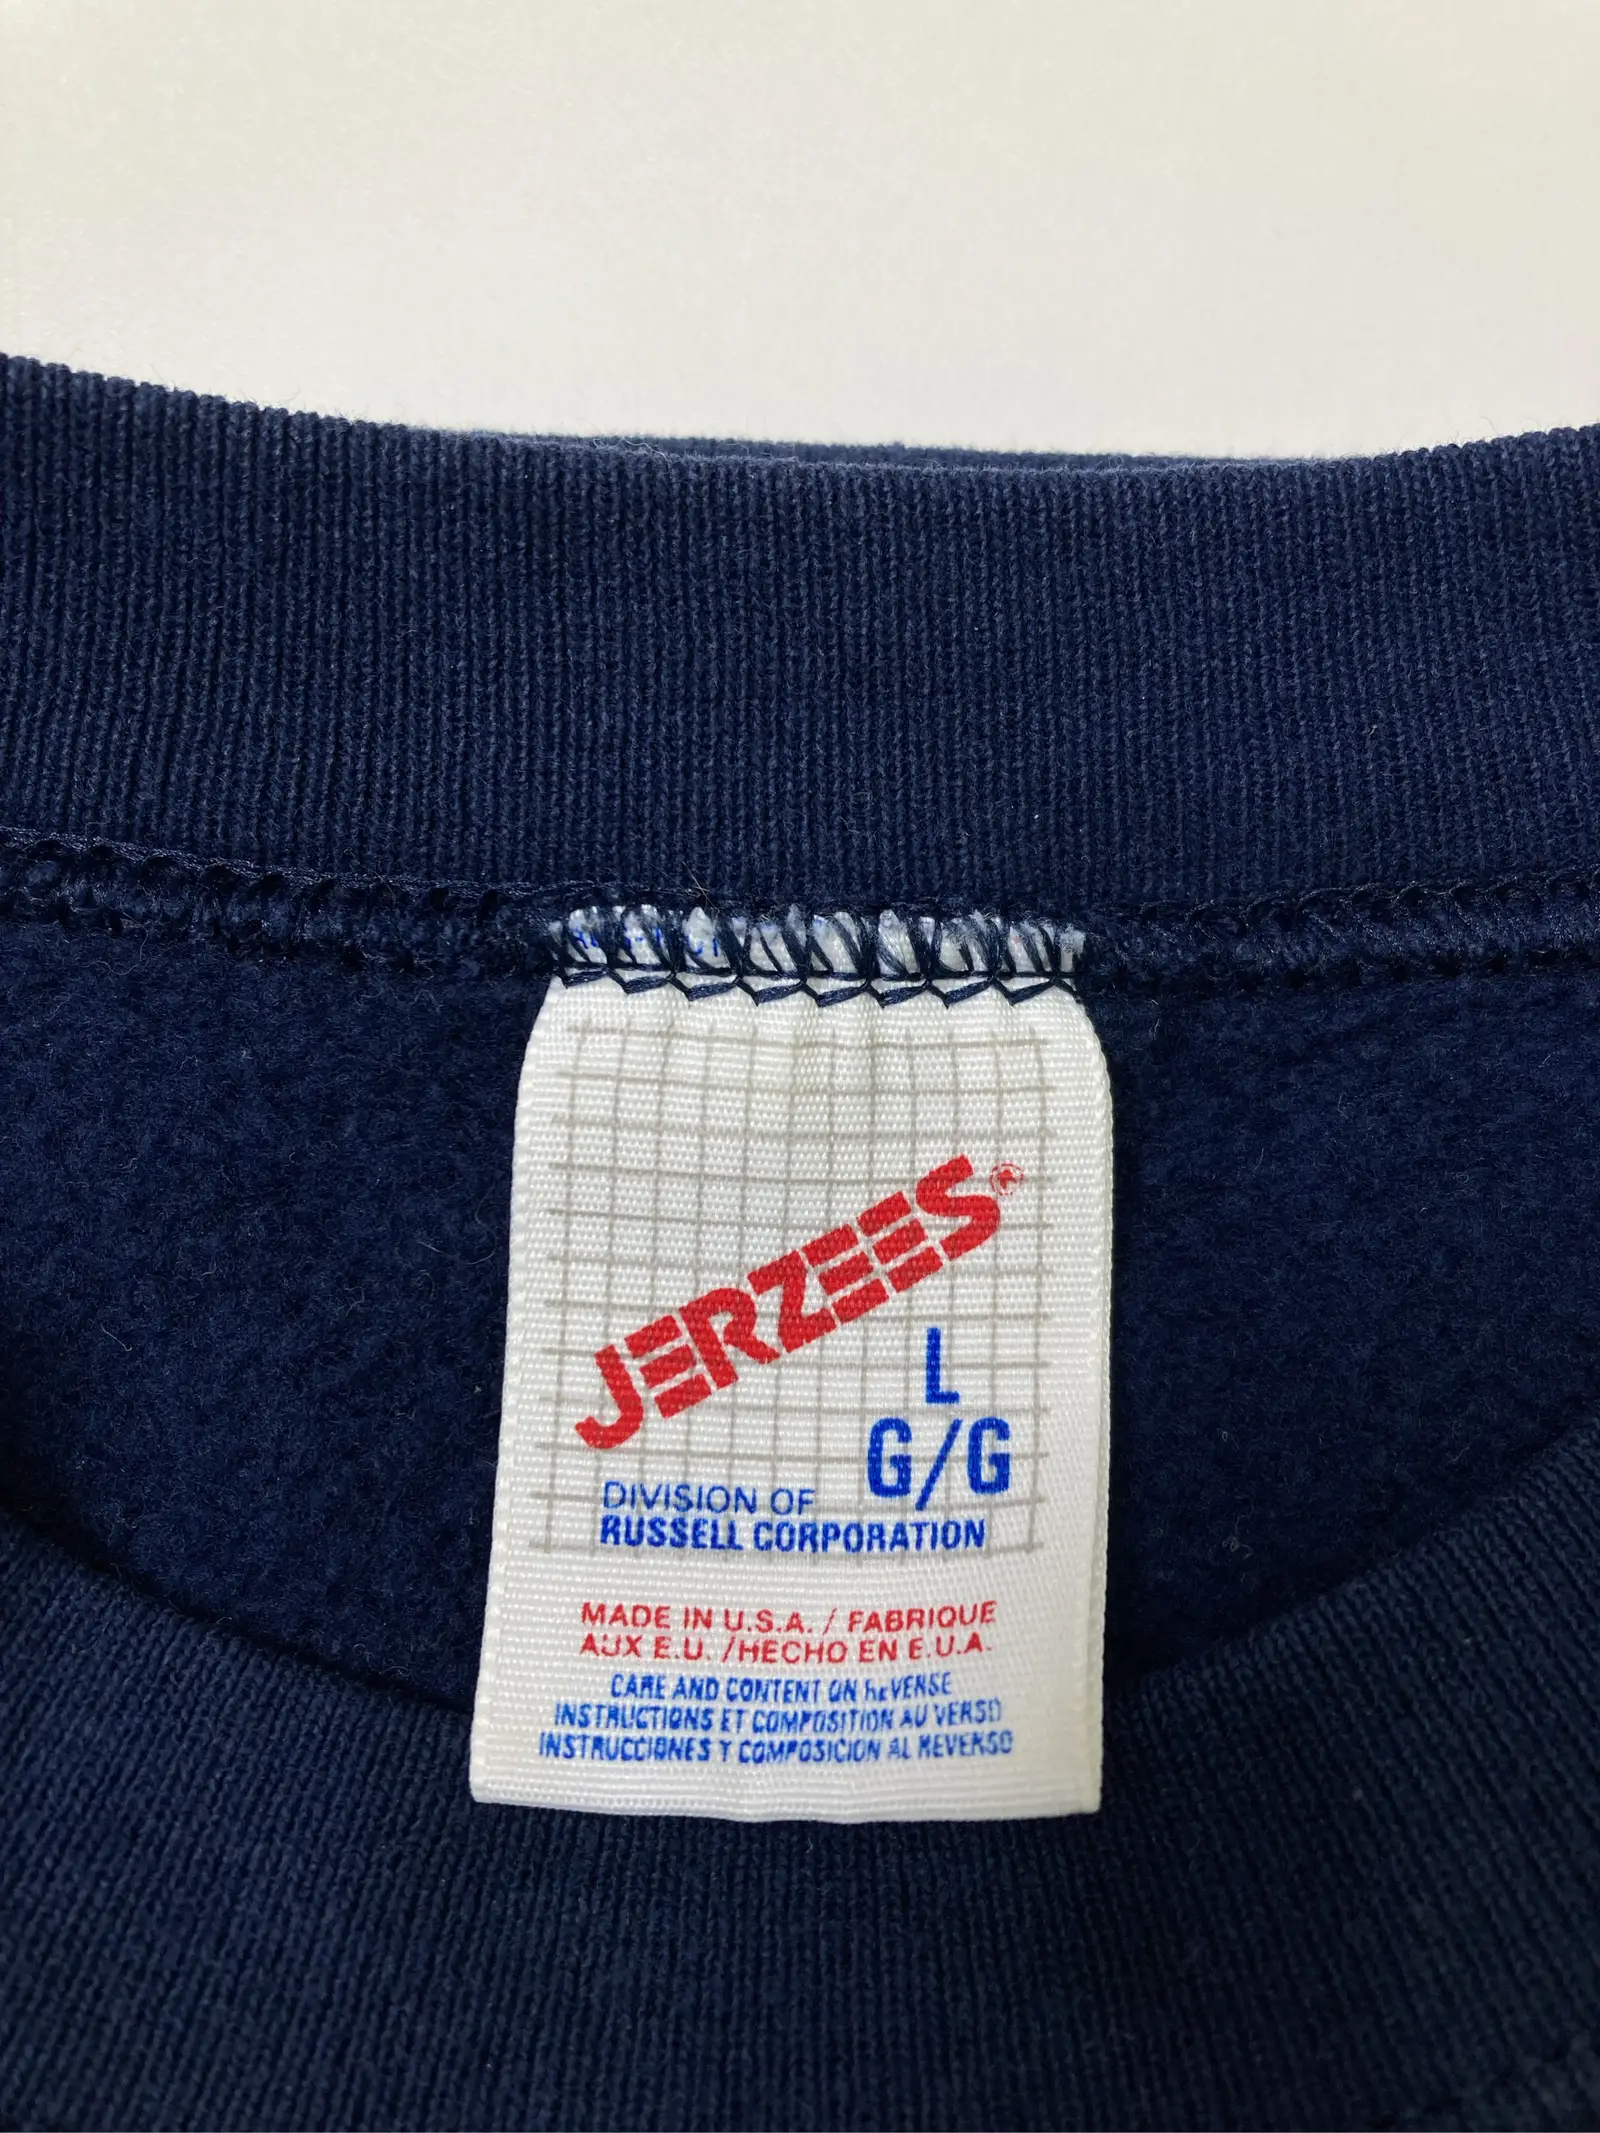 JERZEES®
L
G/G
DIVISION OF
RUSSELL CORPORATION
MADE IN U.S.A. / FABRIQUE
AUX E.U. /HECHO EN E.U.A.
CARE AND CONTENT ON REVERSE
INSTRUCTIONS ET COMPOSITION AU VERSO
INSTRUCCIONES Y COMPOSICION AL REVERSO